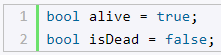 1 bool alive = true;
2 bool isDead = false;